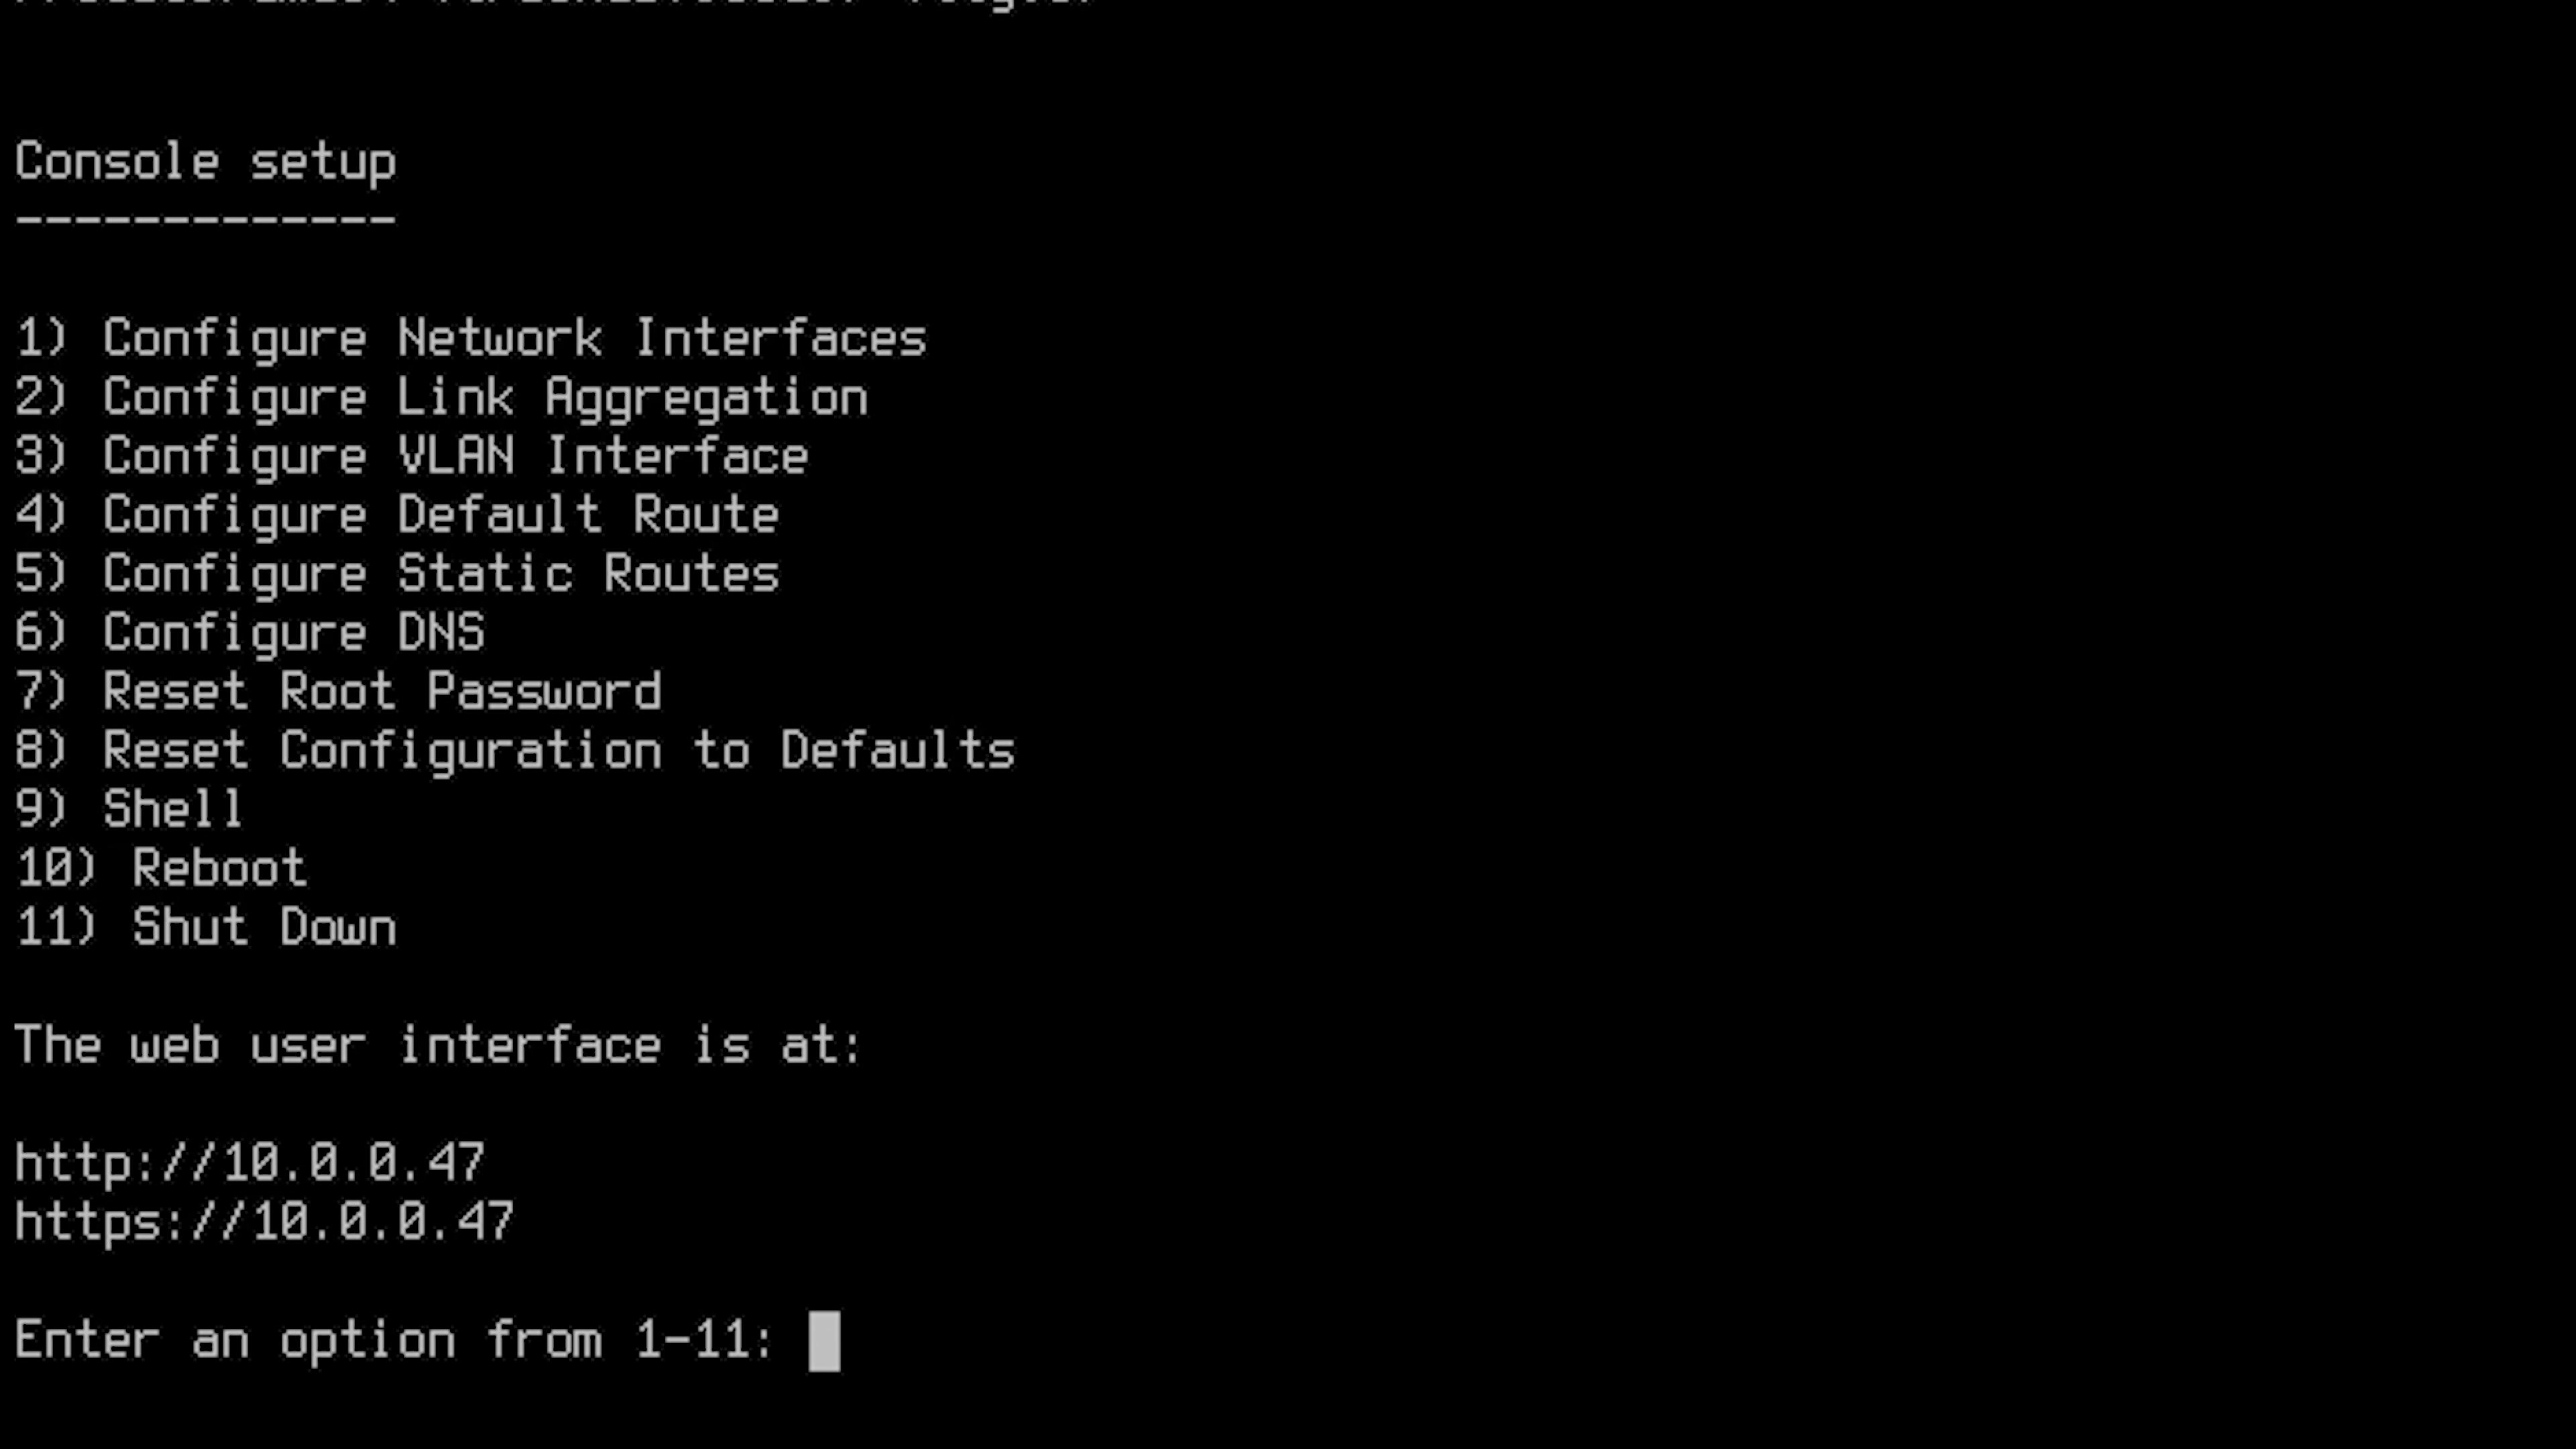 Console setup
-------------
1) Configure Network Interfaces
2) Configure Link Aggregation
3) Configure VLAN Interface
4) Configure Default Route
5) Configure Static Routes
6) Configure DNS
7) Reset Root Password
8) Reset Configuration to Defaults
9) Shell
10) Reboot
11) Shut Down
The web user interface is at:
http://10.0.0.47
https://10.0.0.47
Enter an option from 1-11: